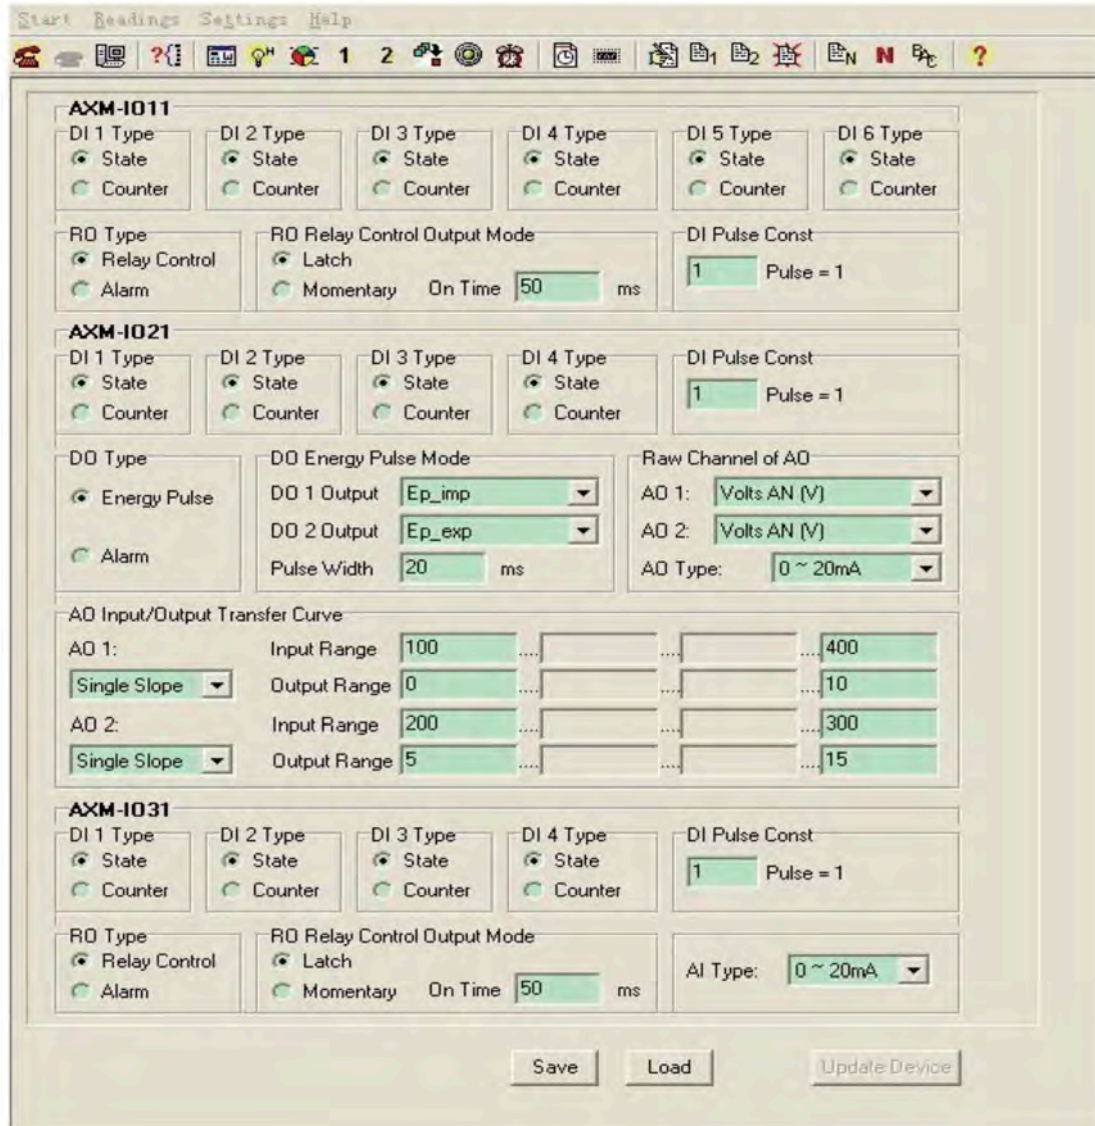 Start Readings Settings Help
?{} H 1 2 1 2 N N BAC ?
AXM-IO11
DI 1 Type DI 2 Type DI 3 Type DI 4 Type DI 5 Type DI 6 Type
State State State State State State
Counter Counter Counter Counter Counter Counter
RO Type RO Relay Control Output Mode DI Pulse Const
Relay Control Latch 1 Pulse = 1
Alarm Momentary On Time 50 ms
AXM-IO21
DI 1 Type DI 2 Type DI 3 Type DI 4 Type DI Pulse Const
State State State State 1 Pulse = 1
Counter Counter Counter Counter
DO Type DO Energy Pulse Mode Raw Channel of AO
Energy Pulse DO 1 Output Ep_imp AO 1: Volts AN (V)
DO 2 Output Ep_exp AO 2: Volts AN (V)
Alarm Pulse Width 20 ms AO Type: 0 ~ 20mA
AO Input/Output Transfer Curve
AO 1: Input Range 100 .... .... .... 400
Single Slope Output Range 0 .... .... .... 10
AO 2: Input Range 200 .... .... .... 300
Single Slope Output Range 5 .... .... .... 15
AXM-IO31
DI 1 Type DI 2 Type DI 3 Type DI 4 Type DI Pulse Const
State State State State 1 Pulse = 1
Counter Counter Counter Counter
RO Type RO Relay Control Output Mode
Relay Control Latch AI Type: 0 ~ 20mA
Alarm Momentary On Time 50 ms
Save Load Update Device